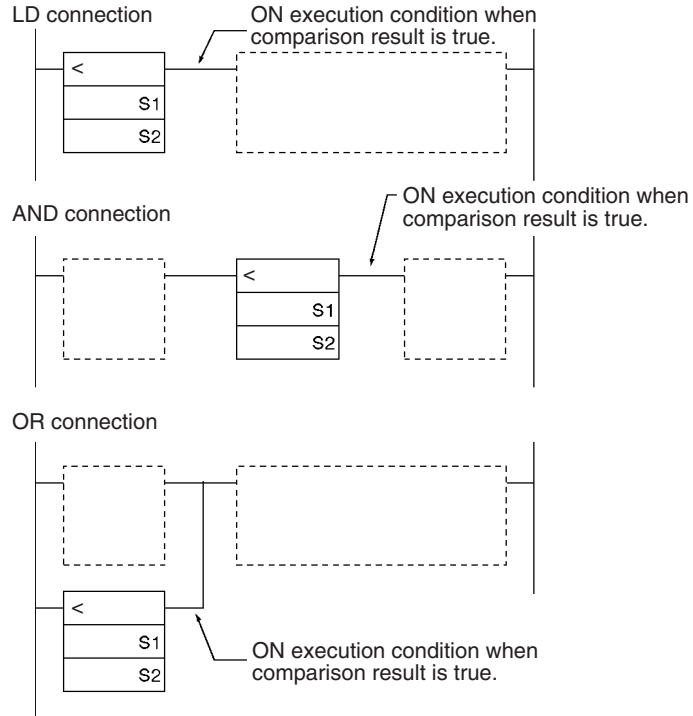 LD connection
ON execution condition when
comparison result is true.
<
S1
S2
AND connection
ON execution condition when
comparison result is true.
<
S1
S2
OR connection
<
S1
S2
ON execution condition when
comparison result is true.